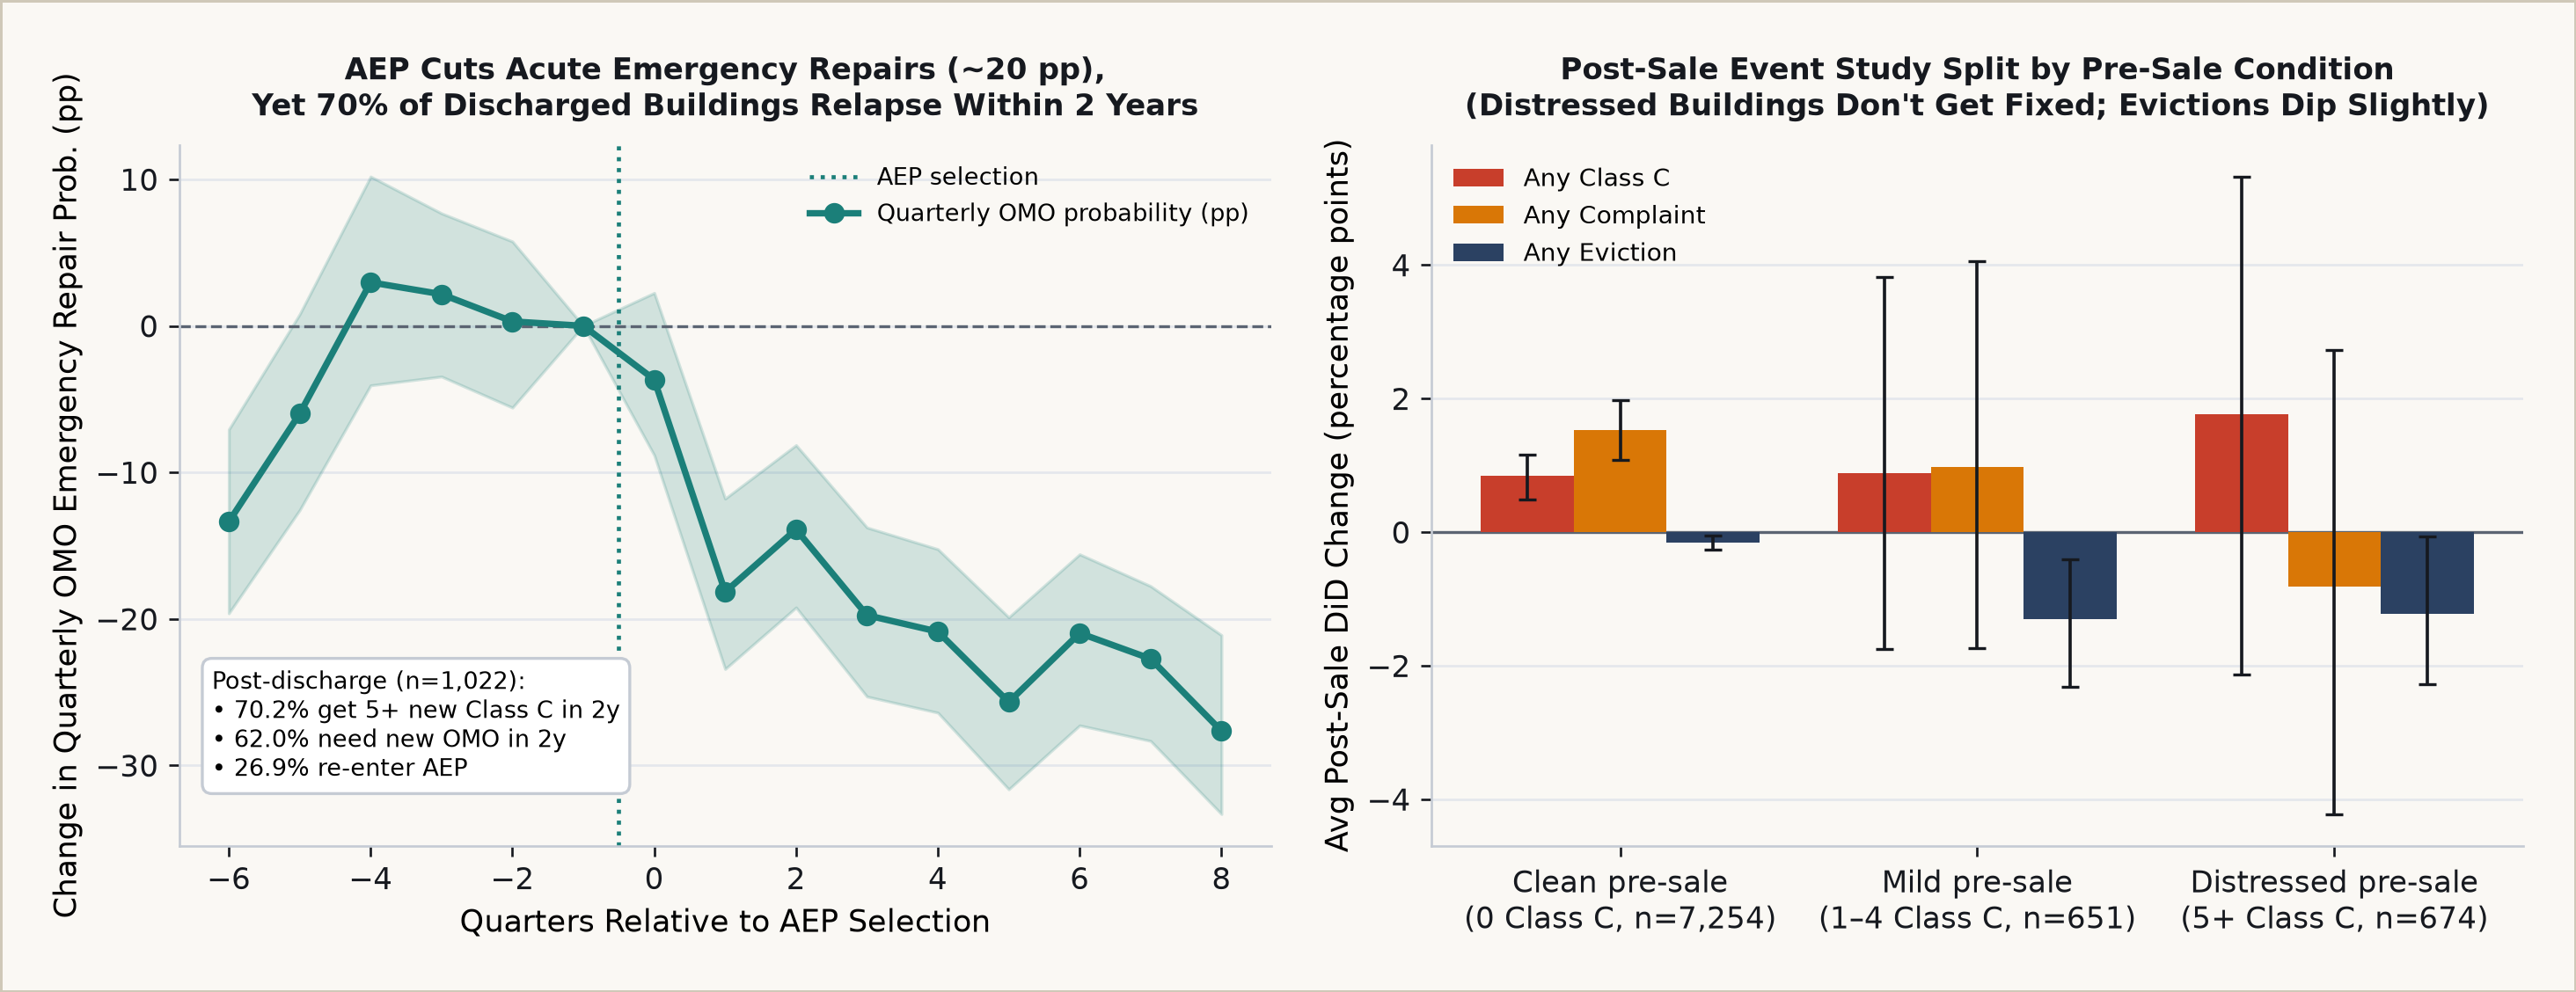 AEP Cuts Acute Emergency Repairs (~20 pp),
Yet 70% of Discharged Buildings Relapse Within 2 Years
Change in Quarterly OMO Emergency Repair Prob. (pp)
10
0
−10
−20
−30
AEP selection
Quarterly OMO probability (pp)
Post-discharge (n=1,022):
• 70.2% get 5+ new Class C in 2y
• 62.0% need new OMO in 2y
• 26.9% re-enter AEP
−6
−4
−2
0
2
4
6
8
Quarters Relative to AEP Selection
Post-Sale Event Study Split by Pre-Sale Condition
(Distressed Buildings Don't Get Fixed; Evictions Dip Slightly)
Avg Post-Sale DiD Change (percentage points)
4
2
0
−2
−4
Any Class C
Any Complaint
Any Eviction
Clean pre-sale
(0 Class C, n=7,254)
Mild pre-sale
(1–4 Class C, n=651)
Distressed pre-sale
(5+ Class C, n=674)